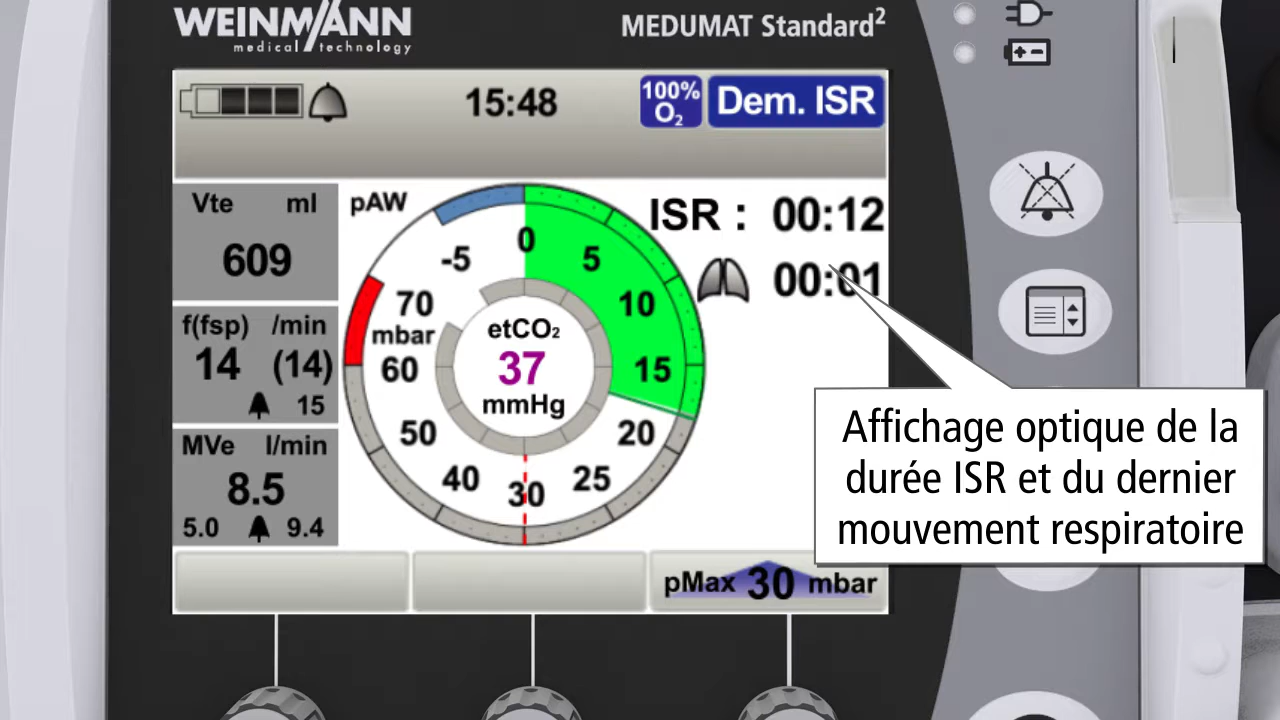 WEINMANN
medical technology
MEDUMAT Standard²
15:48
100% O₂
Dem. ISR
Vte ml
609
f(fsp) /min
14 (14)
15
MVe l/min
8.5
5.0 9.4
pAW
-5 0 5 10 15 20 25 30 40 50 60 70
mbar
etCO₂
37
mmHg
ISR : 00:12
00:01
pMax 30 mbar
Affichage optique de la
durée ISR et du dernier
mouvement respiratoire